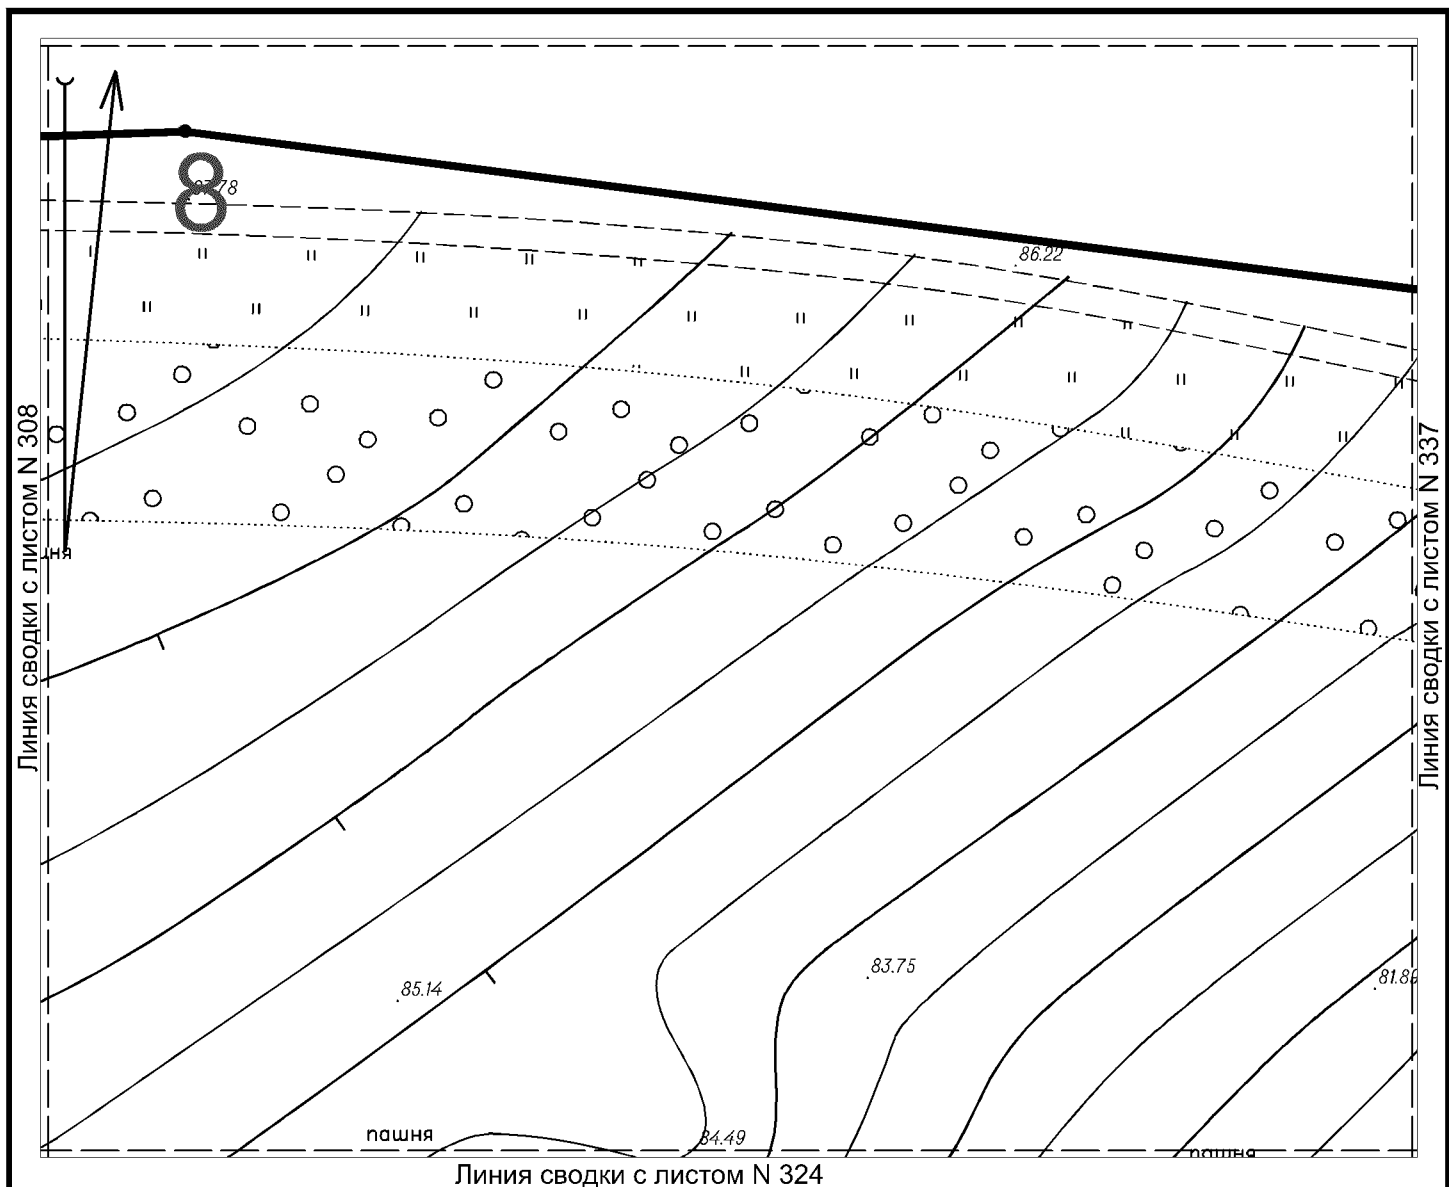 8
86.22
Линия сводки с листом N 308
Линия сводки с листом N 337
83.75
85.14
пашня
84.49
Линия сводки с листом N 324